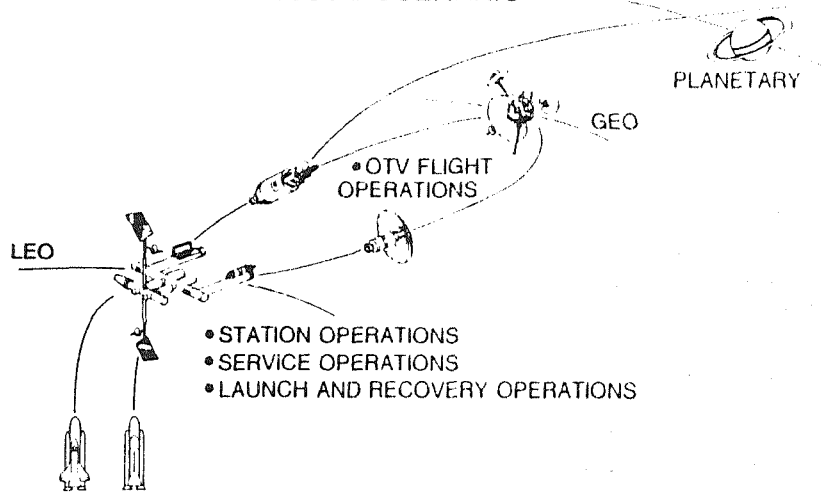 PLANETARY
GEO
• OTV FLIGHT
OPERATIONS
LEO
• STATION OPERATIONS
• SERVICE OPERATIONS
• LAUNCH AND RECOVERY OPERATIONS